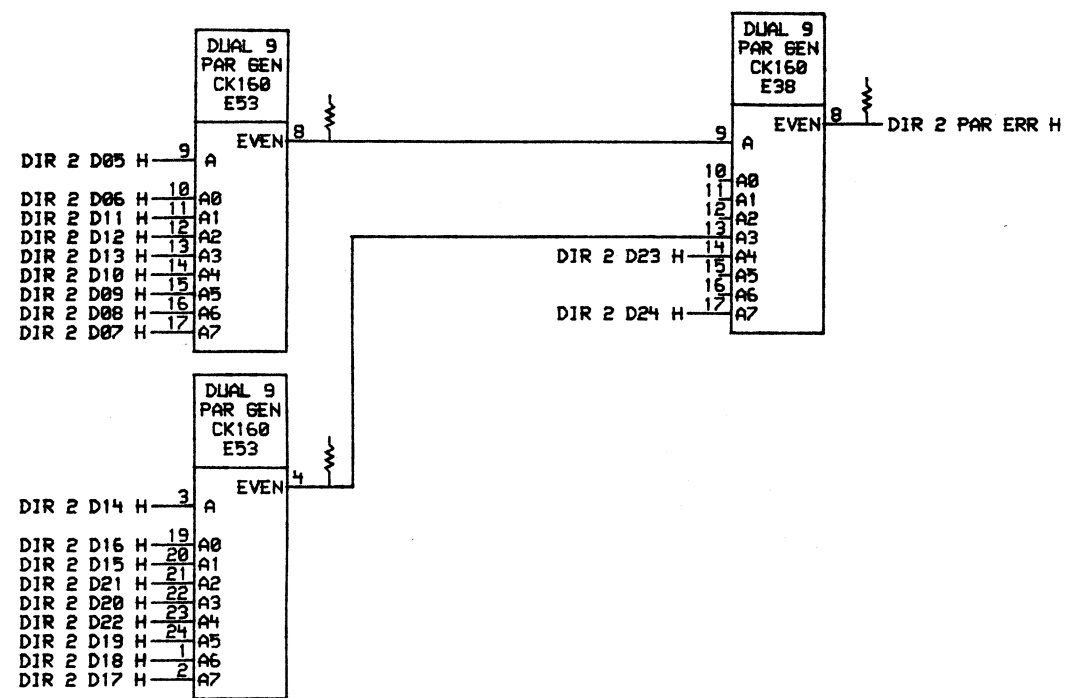 DUAL 9
PAR GEN
CK160
E53
EVEN 8
DIR 2 D05 H 9 A
DIR 2 D06 H 10 A0
DIR 2 D11 H 11 A1
DIR 2 D12 H 12 A2
DIR 2 D13 H 13 A3
DIR 2 D10 H 14 A4
DIR 2 D09 H 15 A5
DIR 2 D08 H 16 A6
DIR 2 D07 H 17 A7
DUAL 9
PAR GEN
CK160
E38
EVEN 8 DIR 2 PAR ERR H
9 A
10 A0
11 A1
12 A2
13 A3
DIR 2 D23 H 14 A4
15 A5
16 A6
DIR 2 D24 H 17 A7
DUAL 9
PAR GEN
CK160
E53
EVEN 4
DIR 2 D14 H 3 A
DIR 2 D16 H 19 A0
DIR 2 D15 H 20 A1
DIR 2 D21 H 21 A2
DIR 2 D20 H 22 A3
DIR 2 D22 H 23 A4
DIR 2 D19 H 24 A5
DIR 2 D18 H 1 A6
DIR 2 D17 H 2 A7